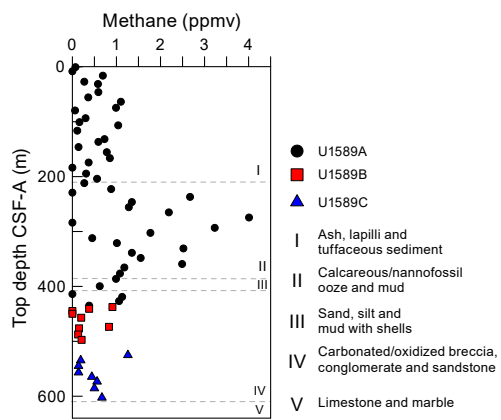 Methane (ppmv)
0 1 2 3 4
0
200
400
600
Top depth CSF-A (m)
I
II
III
IV
V
U1589A
U1589B
U1589C
I Ash, lapilli and
tuffaceous sediment
II Calcareous/nannofossil
ooze and mud
III Sand, silt and
mud with shells
IV Carbonated/oxidized breccia,
conglomerate and sandstone
V Limestone and marble